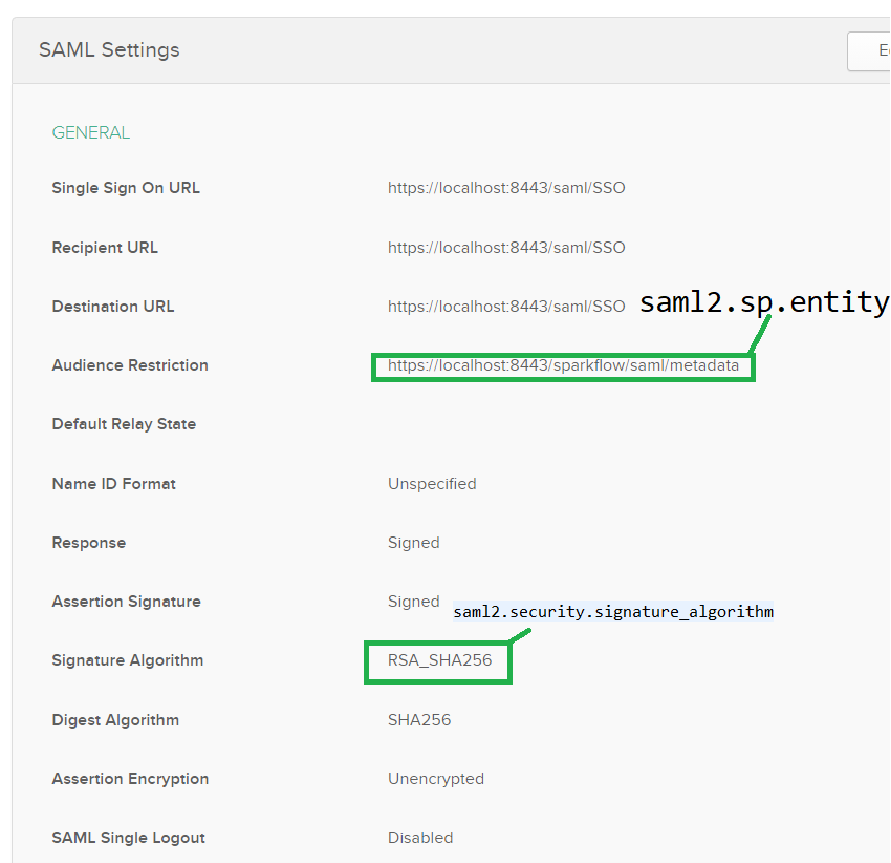 SAML Settings
GENERAL
Single Sign On URL https://localhost:8443/saml/SSO
Recipient URL https://localhost:8443/saml/SSO
Destination URL https://localhost:8443/saml/SSO saml2.sp.entity
Audience Restriction https://localhost:8443/sparkflow/saml/metadata
Default Relay State
Name ID Format Unspecified
Response Signed
Assertion Signature Signed saml2.security.signature_algorithm
Signature Algorithm RSA_SHA256
Digest Algorithm SHA256
Assertion Encryption Unencrypted
SAML Single Logout Disabled